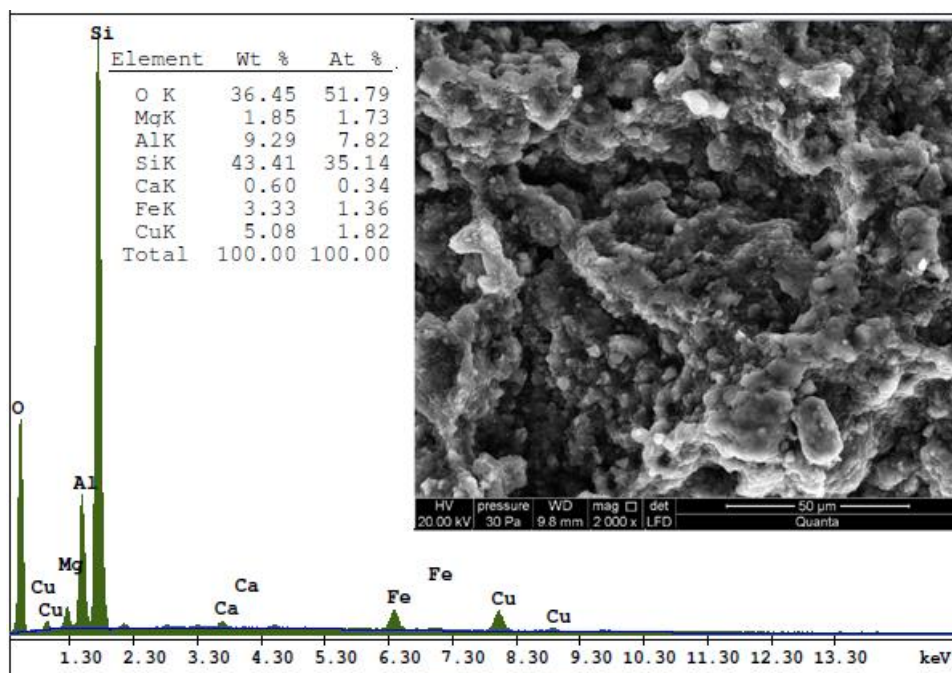 Si
Element Wt % At %
O K 36.45 51.79
MgK 1.85 1.73
AlK 9.29 7.82
SiK 43.41 35.14
CaK 0.60 0.34
FeK 3.33 1.36
CuK 5.08 1.82
Total 100.00 100.00
O
Al
Mg
Cu
Cu
Ca
Ca
Fe
Fe
Cu
Cu
1.30 2.30 3.30 4.30 5.30 6.30 7.30 8.30 9.30 10.30 11.30 12.30 13.30 keV
HV pressure WD mag det 50 µm
20.00 kV 30 Pa 9.8 mm 2 000 x LFD Quanta